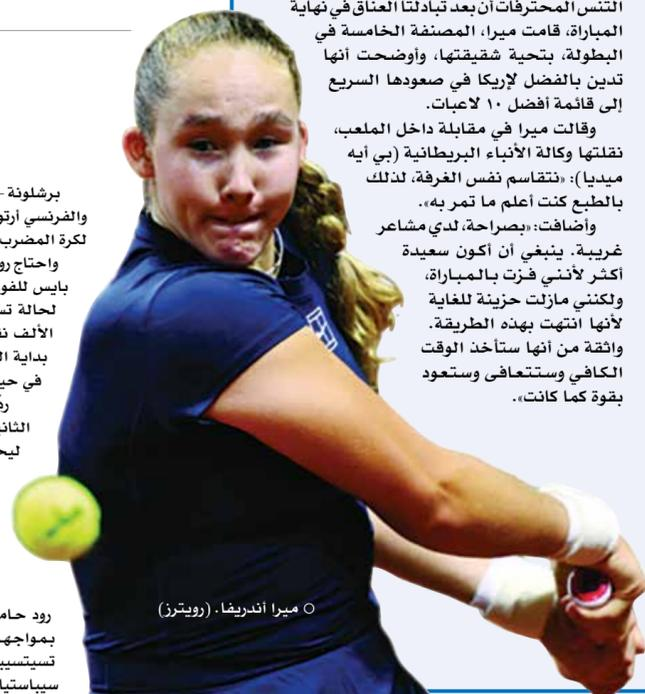 التنس المحترفات أن بعد تبادلتا العناق في نهاية
المباراة، قامت ميرا، المصنفة الخامسة في
البطولة، بتحية شقيقتها، وأوضحت أنها
تدين بالفضل لإريكا في صعودها السريع
إلى قائمة أفضل ١٠ لاعبات.
وقالت ميرا في مقابلة داخل الملعب،
نقلتها وكالة الأنباء البريطانية (بي أيه
ميديا): «نتقاسم نفس الغرفة، لذلك
بالطبع كنت أعلم ما تمر به».
وأضافت: «بصراحة، لدي مشاعر
غريبة. ينبغي أن أكون سعيدة
أكثر لأنني فزت بالمباراة،
ولكنني مازلت حزينة للغاية
لأنها انتهت بهذه الطريقة.
واثقة من أنها ستأخذ الوقت
الكافي وستتعافى وستعود
بقوة كما كانت».
برشلونة -
والفرنسي أرتو
لكرة المضرب
واحتاج رو
بايس للفو
لحالة تس
الألف نق
بداية ال
في حي
رد
الثاني
ليح
ميرا أندريفا. (رويترز)
رود حام
بمواجه
تسيتسيب
سيباستيا